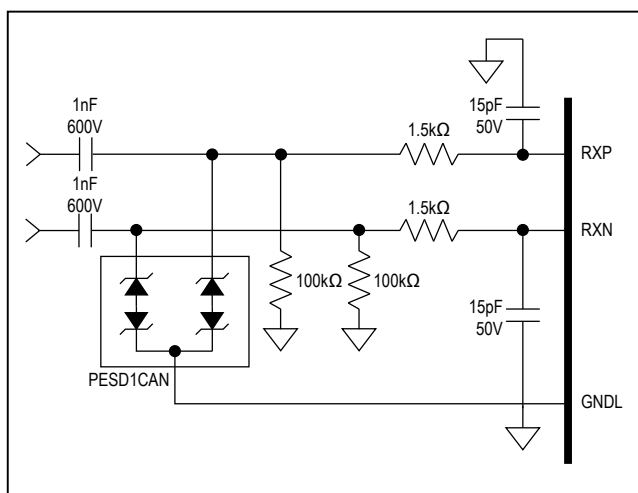 1nF
600V
15pF
50V
1.5kΩ
RXP
1nF
600V
1.5kΩ
RXN
100kΩ
100kΩ
15pF
50V
PESD1CAN
GNDL